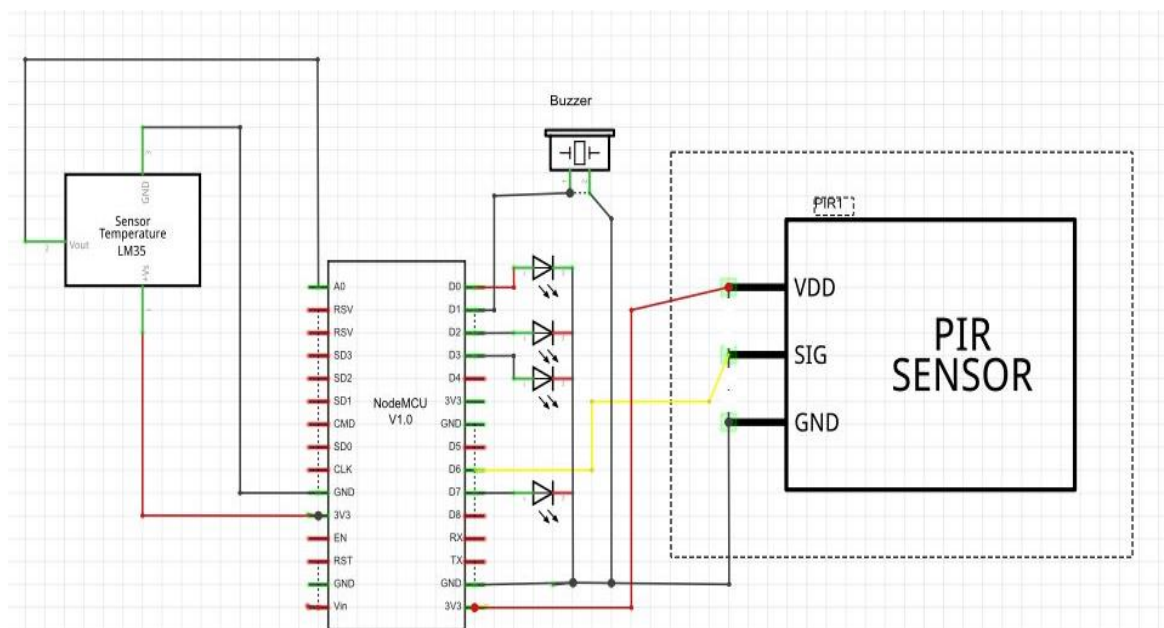 Buzzer
PIR1
GND
Sensor
Temperature
LM35
Vout
+Vs
VDD
SIG
GND
PIR
SENSOR
NodeMCU
V1.0
A0
RSV
RSV
SD3
SD2
SD1
CMD
SD0
CLK
GND
3V3
EN
RST
GND
Vin
D0
D1
D2
D3
D4
3V3
GND
D5
D6
D7
D8
RX
TX
GND
3V3